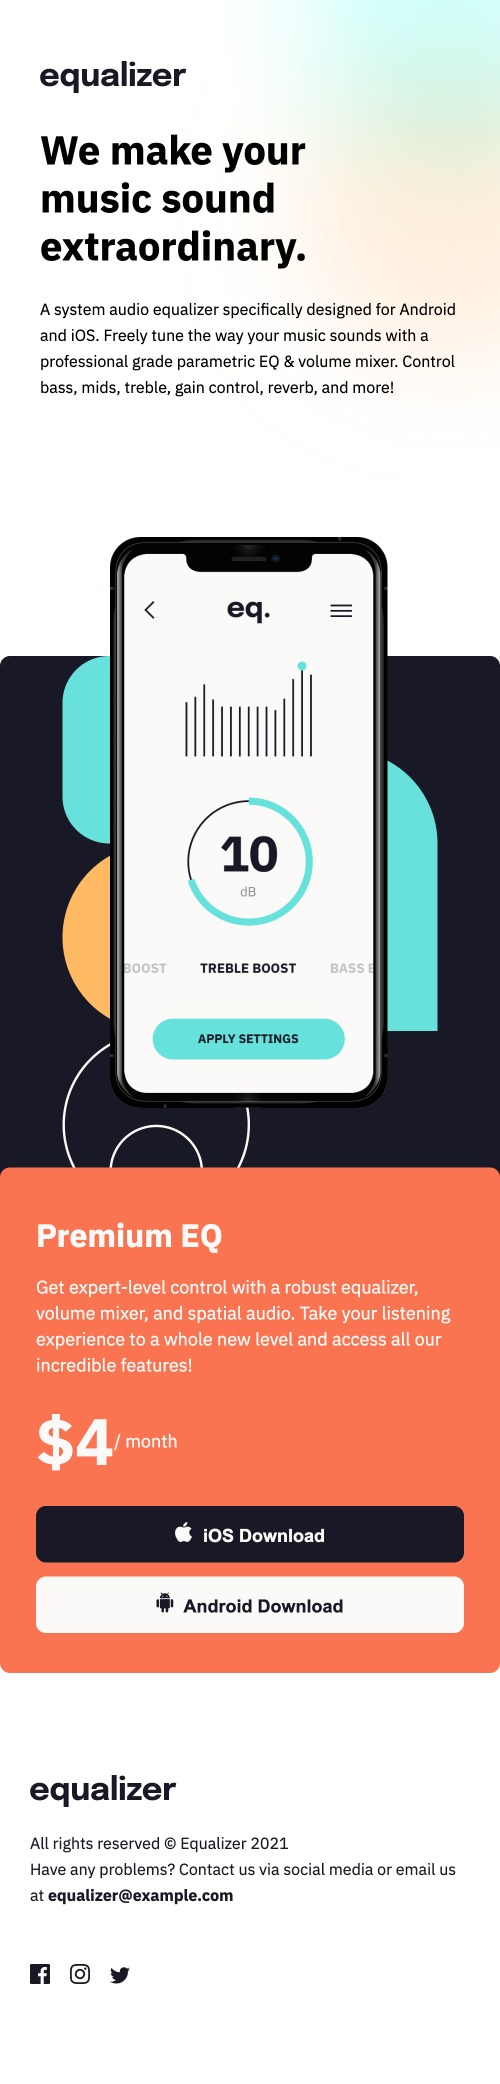 equalizer
We make your
music sound
extraordinary.
A system audio equalizer specifically designed for Android
and iOS. Freely tune the way your music sounds with a
professional grade parametric EQ & volume mixer. Control
bass, mids, treble, gain control, reverb, and more!
eq.
10
dB
BOOST TREBLE BOOST BASS B
APPLY SETTINGS
Premium EQ
Get expert-level control with a robust equalizer,
volume mixer, and spatial audio. Take your listening
experience to a whole new level and access all our
incredible features!
$4 / month
iOS Download
Android Download
equalizer
All rights reserved © Equalizer 2021
Have any problems? Contact us via social media or email us
at equalizer@example.com